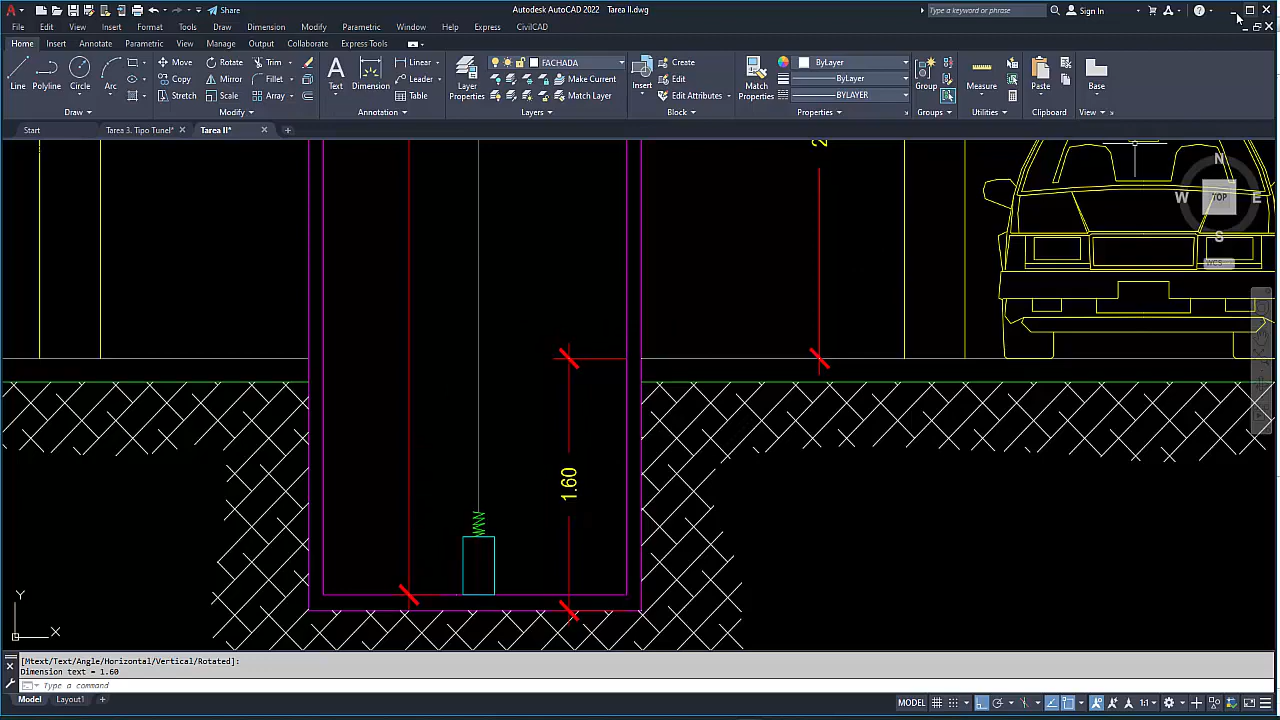 Share
Autodesk AutoCAD 2022 Tarea II.dwg
Type a keyword or phrase
Sign In
File Edit View Insert Format Tools Draw Dimension Modify Parametric Window Help Express CivilCAD
Home Insert Annotate Parametric View Manage Output Collaborate Express Tools
Line Polyline Circle Arc
Move Rotate Trim
Copy Mirror Fillet
Stretch Scale Array
Draw Modify
Text Dimension
Linear
Leader
Table
Annotation
Layer Properties
FACHADA
Make Current
Match Layer
Layers
Insert
Create
Edit
Edit Attributes
Block
Match Properties
ByLayer
ByLayer
BYLAYER
Properties
Group
Groups
Measure
Utilities
Paste
Clipboard
Base
View
Start Tarea 3. Tipo Tunel* Tarea II*
2
N
W TOP E
S
WCS
1.60
Y
X
[Mtext/Text/Angle/Horizontal/Vertical/Rotated]:
Dimension text = 1.60
Type a command
Model Layout1 +
MODEL 1:1